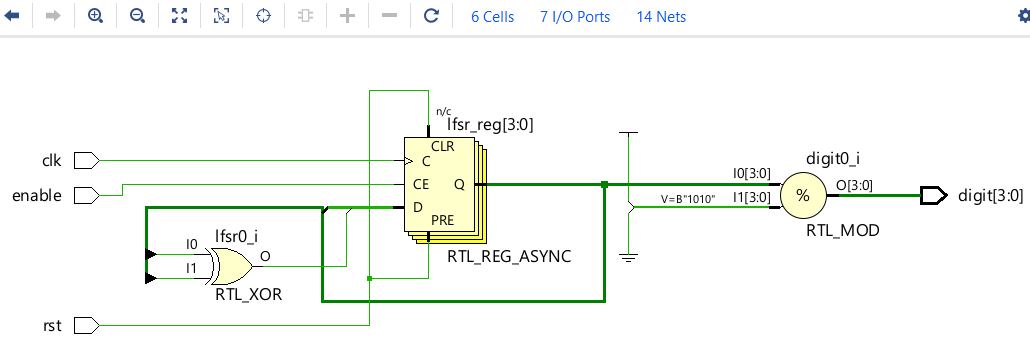 6 Cells 7 I/O Ports 14 Nets
n/c
lfsr_reg[3:0]
CLR
clk
C
digit0_i
enable
CE
Q
I0[3:0]
O[3:0]
digit[3:0]
D
V=B"1010"
I1[3:0]
%
PRE
lfsr0_i
RTL_MOD
I0
O
RTL_REG_ASYNC
I1
RTL_XOR
rst